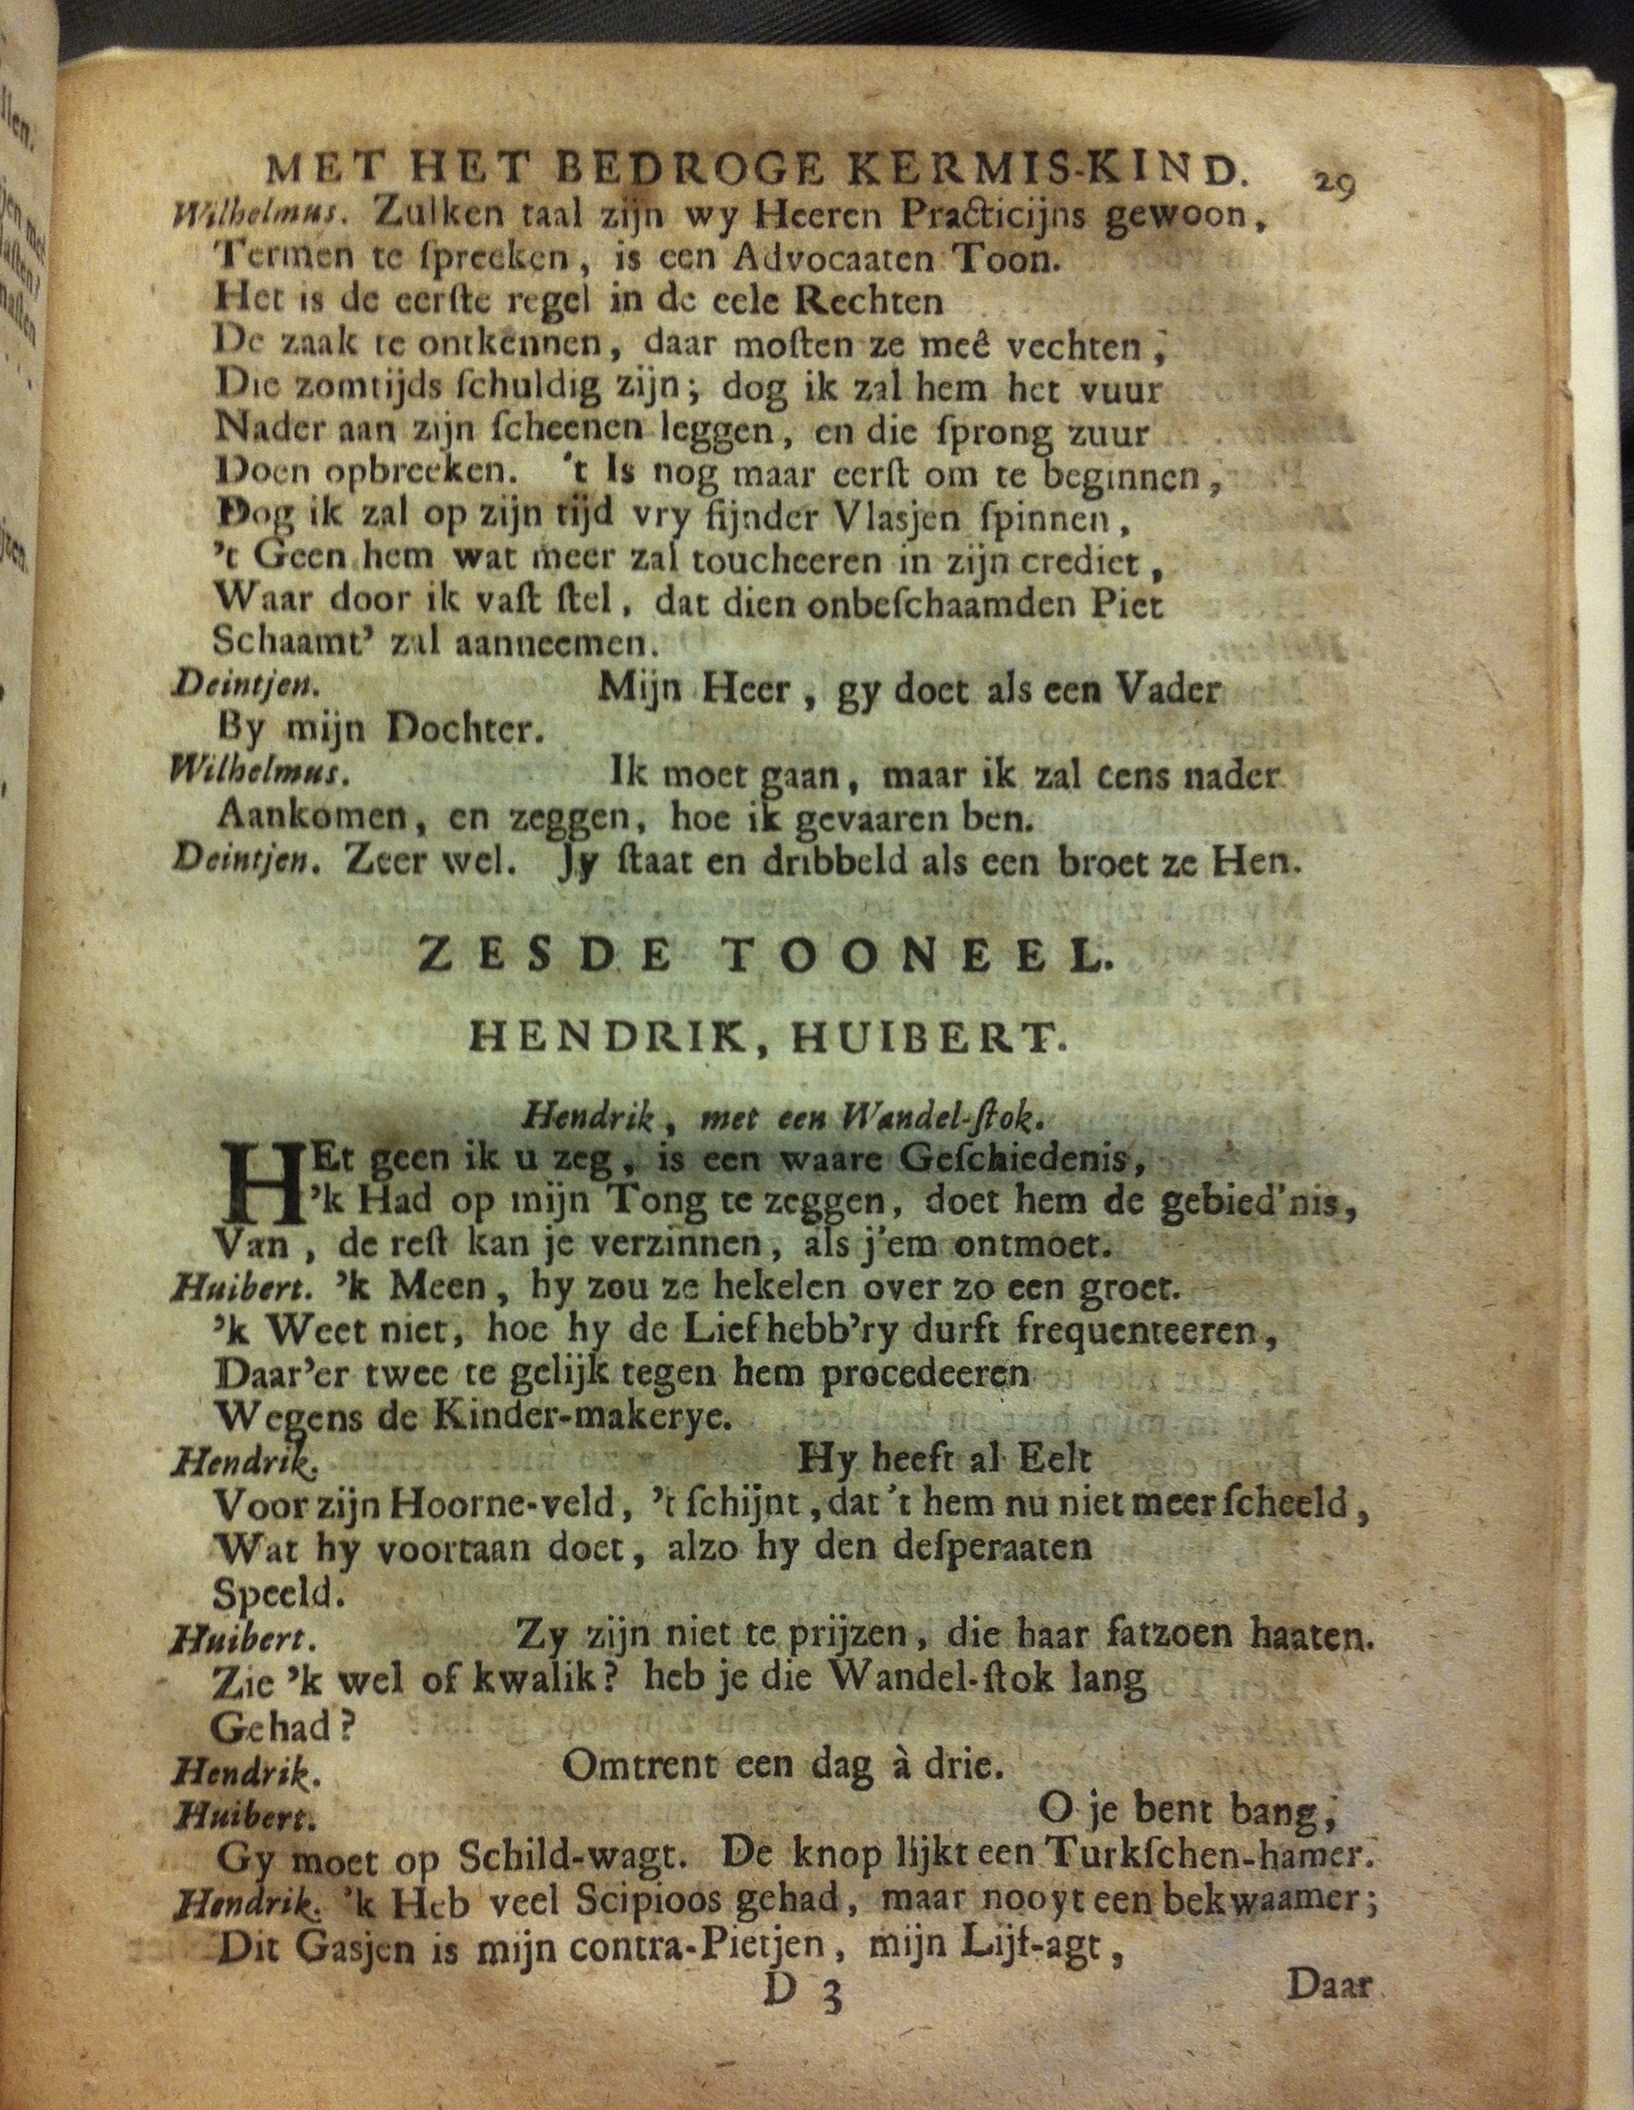 MET HET BEDROGE KERMIS-KIND. 29
Wilhelmus. Zulken taal zijn wy Heeren Practicijns gewoon,
Termen te ſpreeken, is een Advocaaten Toon.
Het is de eerſte regel in de eele Rechten
De zaak te ontkennen, daar moſten ze meê vechten,
Die zomtijds ſchuldig zijn; dog ik zal hem het vuur
Nader aan zijn ſcheenen leggen, en die ſprong zuur
Doen opbreeken. 't Is nog maar eerſt om te beginnen,
Dog ik zal op zijn tijd vry fijnder Vlasjen ſpinnen,
't Geen hem wat meer zal toucheeren in zijn crediet,
Waar door ik vaſt ſtel, dat dien onbeſchaamden Piet
Schaamt' zal aanneemen.
Deintjen. Mijn Heer, gy doet als een Vader
By mijn Dochter.
Wilhelmus. Ik moet gaan, maar ik zal eens nader
Aankomen, en zeggen, hoe ik gevaaren ben.
Deintjen. Zeer wel. Jy ſtaat en dribbeld als een broet ze Hen.
ZESDE TOONEEL.
HENDRIK, HUIBERT.
Hendrik, met een Wandel-ſtok.
HEt geen ik u zeg, is een waare Geſchiedenis,
'k Had op mijn Tong te zeggen, doet hem de gebied'nis,
Van, de reſt kan je verzinnen, als j'em ontmoet.
Huibert. 'k Meen, hy zou ze hekelen over zo een groet.
'k Weet niet, hoe hy de Liefhebb'ry durft frequenteeren,
Daar'er twee te gelijk tegen hem procedeeren
Wegens de Kinder-makerye.
Hendrik. Hy heeft al Eelt
Voor zijn Hoorne-veld, 't ſchijnt, dat 't hem nu niet meer ſcheeld,
Wat hy voortaan doet, alzo hy den deſperaaten
Speeld.
Huibert. Zy zijn niet te prijzen, die haar fatzoen haaten.
Zie 'k wel of kwalik? heb je die Wandel-ſtok lang
Gehad?
Hendrik. Omtrent een dag à drie.
Huibert. O je bent bang,
Gy moet op Schild-wagt. De knop lijkt een Turkſchen-hamer.
Hendrik. 'k Heb veel Scipioos gehad, maar nooyt een bekwaamer;
Dit Gasjen is mijn contra-Pietjen, mijn Lijf-agt,
D 3 Daar